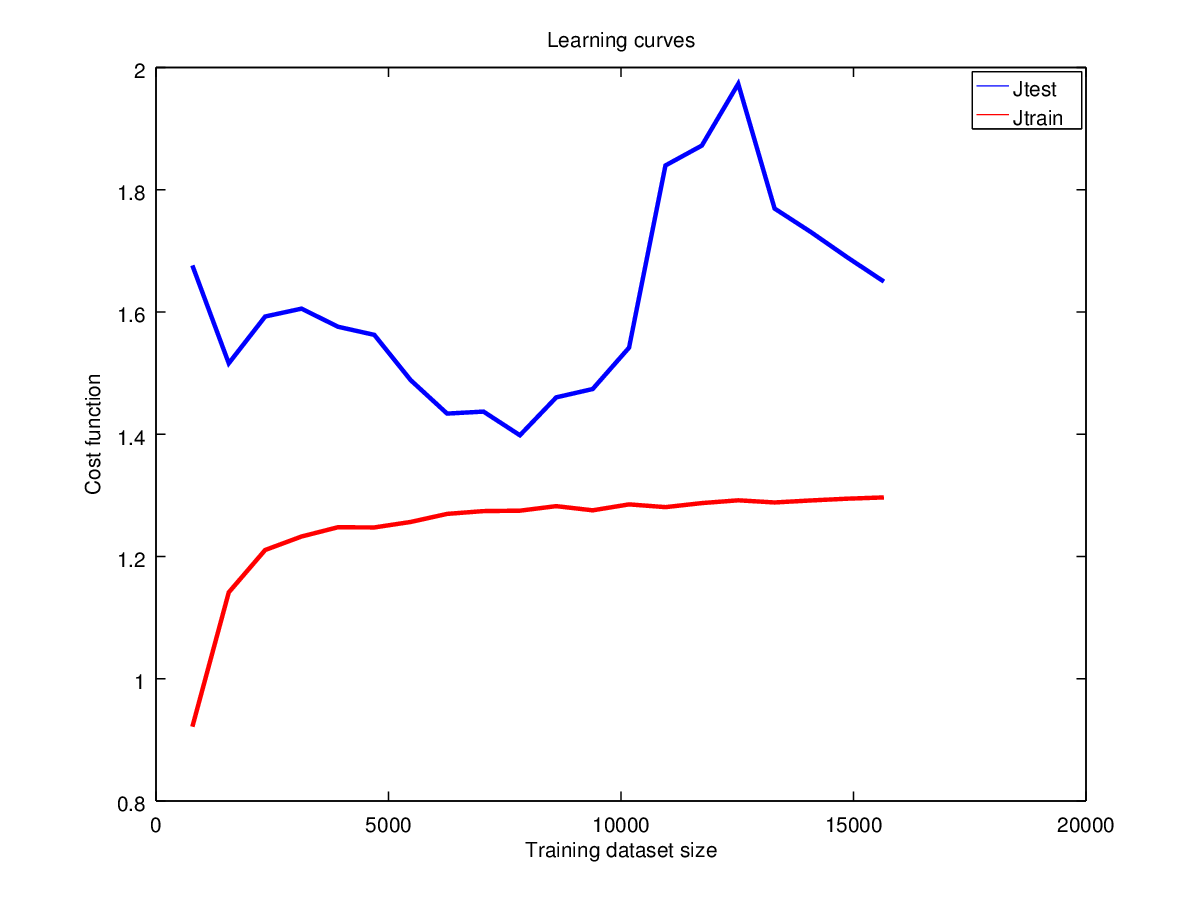 Learning curves
Jtest
Jtrain
2
1.8
1.6
1.4
1.2
1
0.8
Cost function
0
5000
10000
15000
20000
Training dataset size